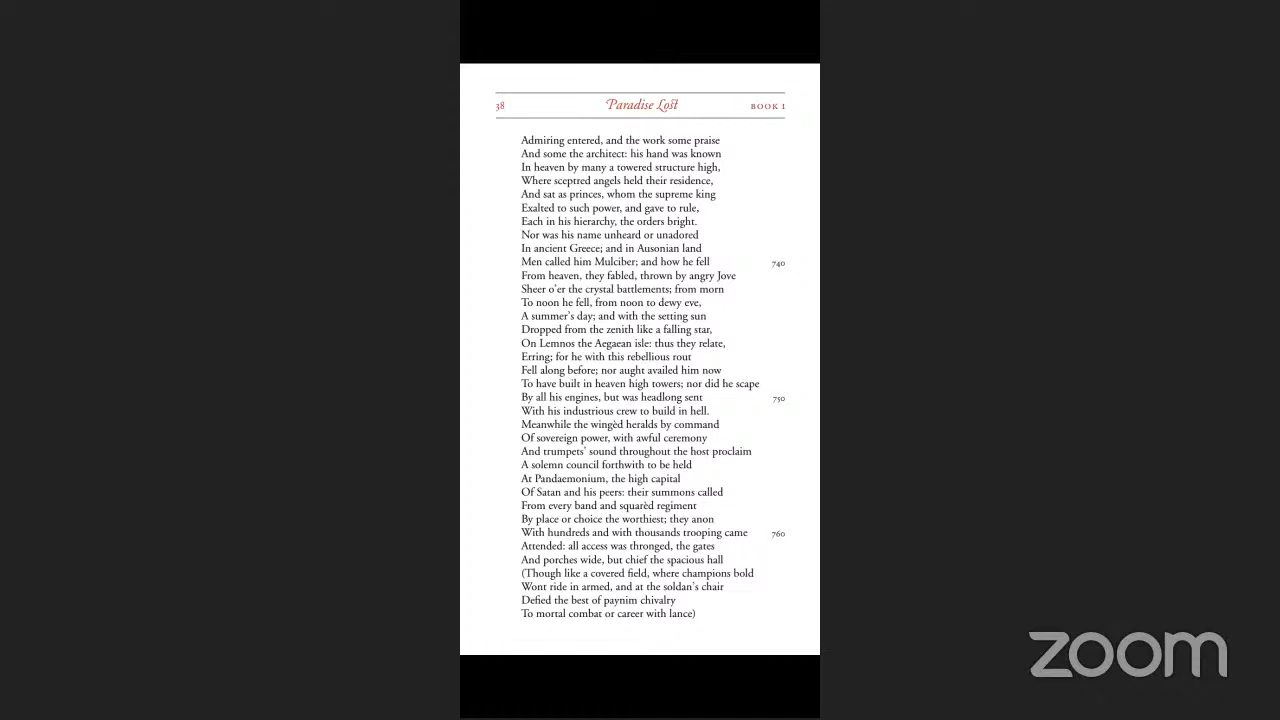 38 Paradise Lost BOOK I
Admiring entered, and the work some praise
And some the architect: his hand was known
In heaven by many a towered structure high,
Where sceptred angels held their residence,
And sat as princes, whom the supreme king
Exalted to such power, and gave to rule,
Each in his hierarchy, the orders bright.
Nor was his name unheard or unadored
In ancient Greece; and in Ausonian land
Men called him Mulciber; and how he fell 740
From heaven, they fabled, thrown by angry Jove
Sheer o'er the crystal battlements; from morn
To noon he fell, from noon to dewy eve,
A summer's day; and with the setting sun
Dropped from the zenith like a falling star,
On Lemnos the Aegaean isle: thus they relate,
Erring; for he with this rebellious rout
Fell along before; nor aught availed him now
To have built in heaven high towers; nor did he scape
By all his engines, but was headlong sent 750
With his industrious crew to build in hell.
Meanwhile the wingèd heralds by command
Of sovereign power, with awful ceremony
And trumpets' sound throughout the host proclaim
A solemn council forthwith to be held
At Pandaemonium, the high capital
Of Satan and his peers: their summons called
From every band and squarèd regiment
By place or choice the worthiest; they anon
With hundreds and with thousands trooping came 760
Attended: all access was thronged, the gates
And porches wide, but chief the spacious hall
(Though like a covered field, where champions bold
Wont ride in armed, and at the soldan's chair
Defied the best of paynim chivalry
To mortal combat or career with lance)
zoom